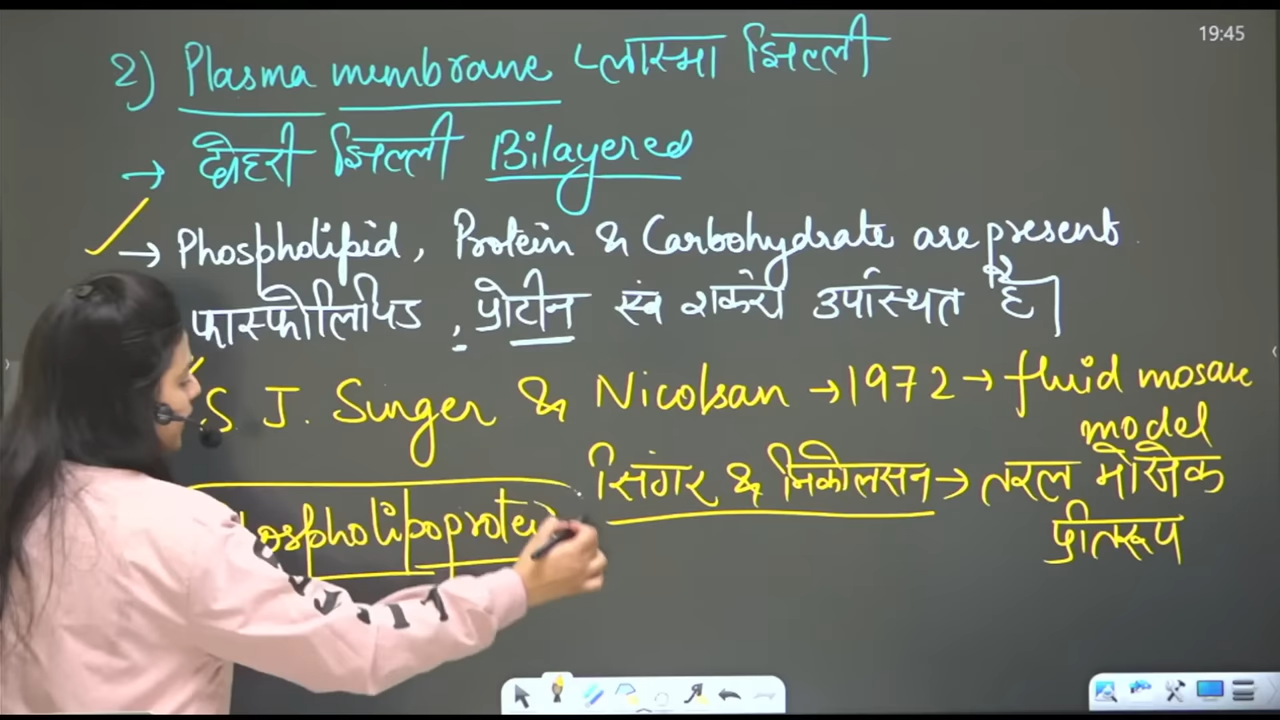 19:45
2) Plasma membrane प्लास्मा झिल्ली
→ दोहरी झिल्ली Bilayered
→ Phospholipid, Protein & Carbohydrate are present
फास्फोलिपिड, प्रोटीन एवं शर्करा उपस्थित है।
S J. Singer & Nicolsan → 1972 → fluid mosaic
model
सिंगर & निकोलसन → तरल मोजेक
प्रतिरूप